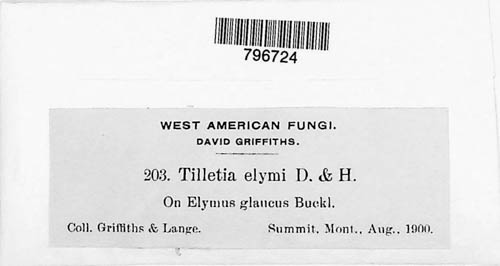 796724
WEST AMERICAN FUNGI.
DAVID GRIFFITHS.
203. Tilletia elymi D. & H.
On Elymus glaucus Buckl.
Coll. Griffiths & Lange. Summit, Mont., Aug., 1900.